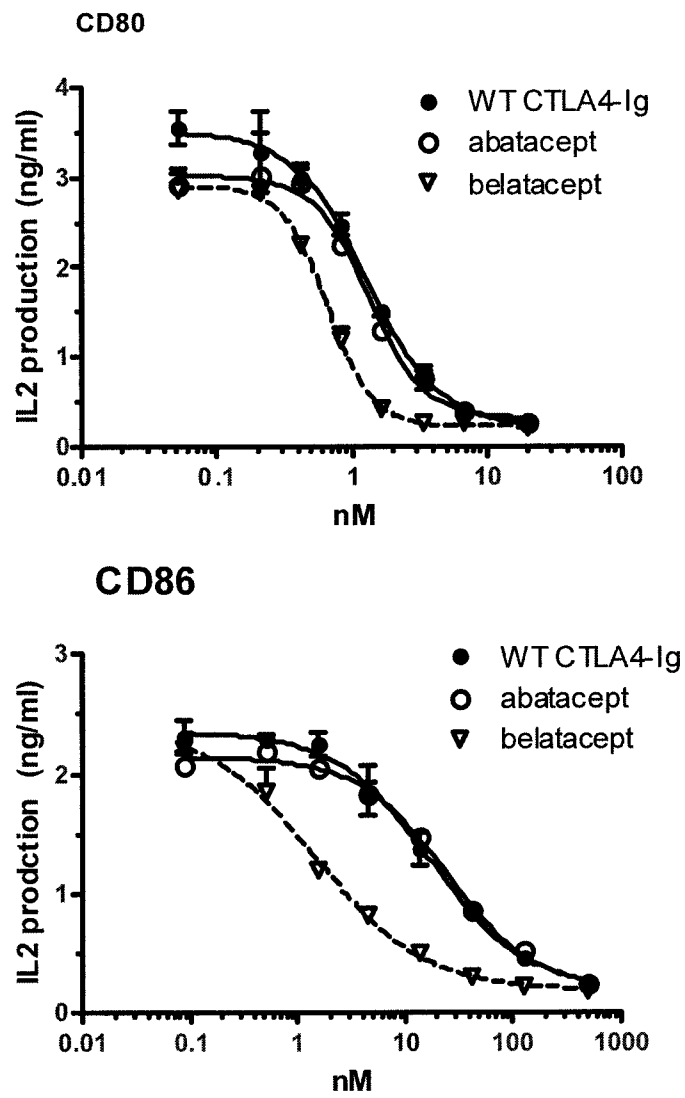 CD80
IL2 production (ng/ml)
4
3
2
1
0
0.01
0.1
1
10
100
nM
WT CTLA4-Ig
abatacept
belatacept
CD86
IL2 prodction (ng/ml)
3
2
1
0
0.01
0.1
1
10
100
1000
nM
WT CTLA4-Ig
abatacept
belatacept